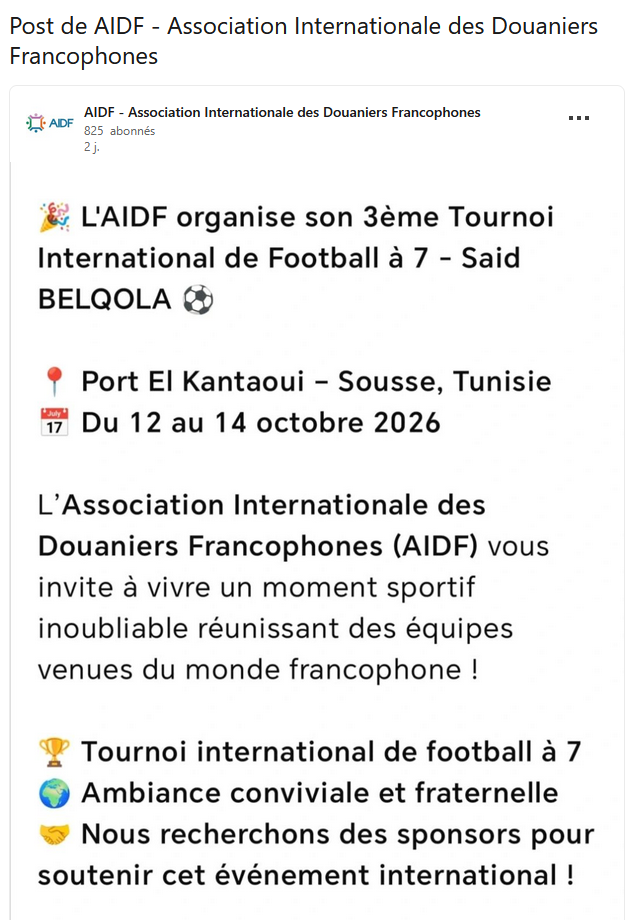 Post de AIDF - Association Internationale des Douaniers
Francophones
AIDF
AIDF - Association Internationale des Douaniers Francophones
825 abonnés
2 j.
🎉 L'AIDF organise son 3ème Tournoi
International de Football à 7 - Said
BELQOLA ⚽
📍 Port El Kantaoui – Sousse, Tunisie
📅 Du 12 au 14 octobre 2026
L’Association Internationale des
Douaniers Francophones (AIDF) vous
invite à vivre un moment sportif
inoubliable réunissant des équipes
venues du monde francophone !
🏆 Tournoi international de football à 7
🌍 Ambiance conviviale et fraternelle
🤝 Nous recherchons des sponsors pour
soutenir cet événement international !